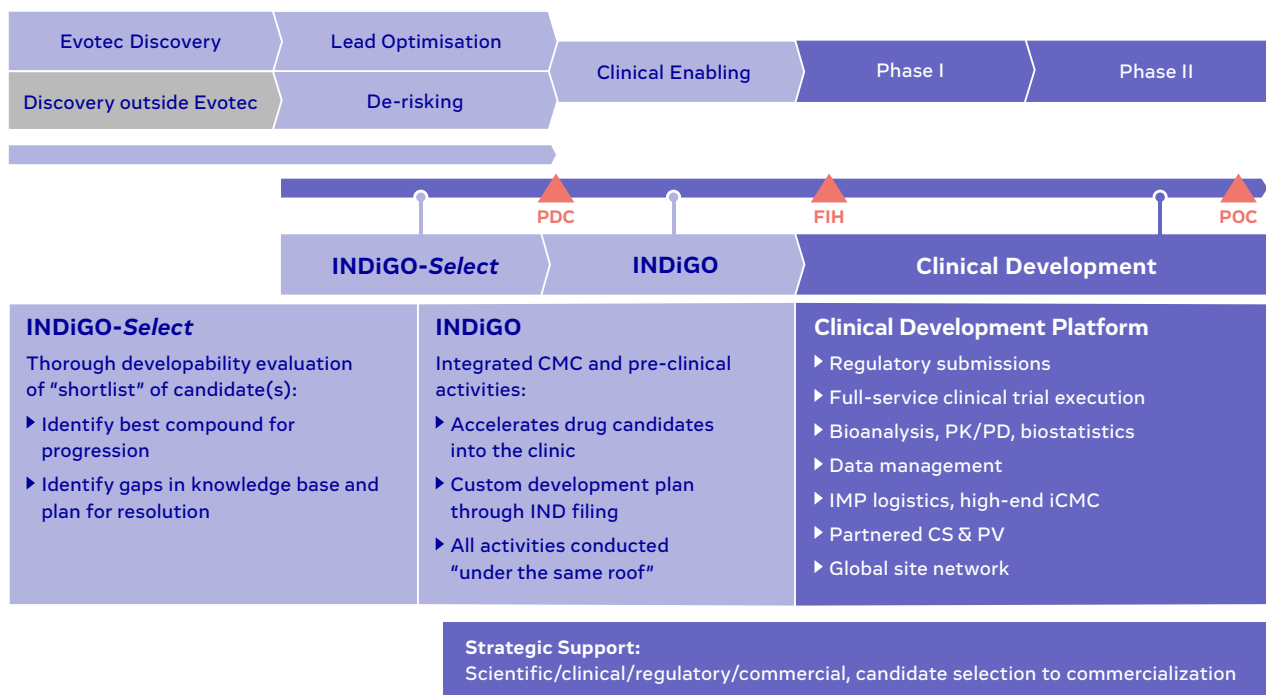 Evotec Discovery
Lead Optimisation
Clinical Enabling
Phase I
Phase II
Discovery outside Evotec
De-risking
PDC
FIH
POC
INDiGO-Select
INDiGO
Clinical Development
INDiGO-Select
Thorough developability evaluation
of "shortlist" of candidate(s):
Identify best compound for
progression
Identify gaps in knowledge base and
plan for resolution
INDiGO
Integrated CMC and pre-clinical
activities:
Accelerates drug candidates
into the clinic
Custom development plan
through IND filing
All activities conducted
"under the same roof"
Clinical Development Platform
Regulatory submissions
Full-service clinical trial execution
Bioanalysis, PK/PD, biostatistics
Data management
IMP logistics, high-end iCMC
Partnered CS & PV
Global site network
Strategic Support:
Scientific/clinical/regulatory/commercial, candidate selection to commercialization